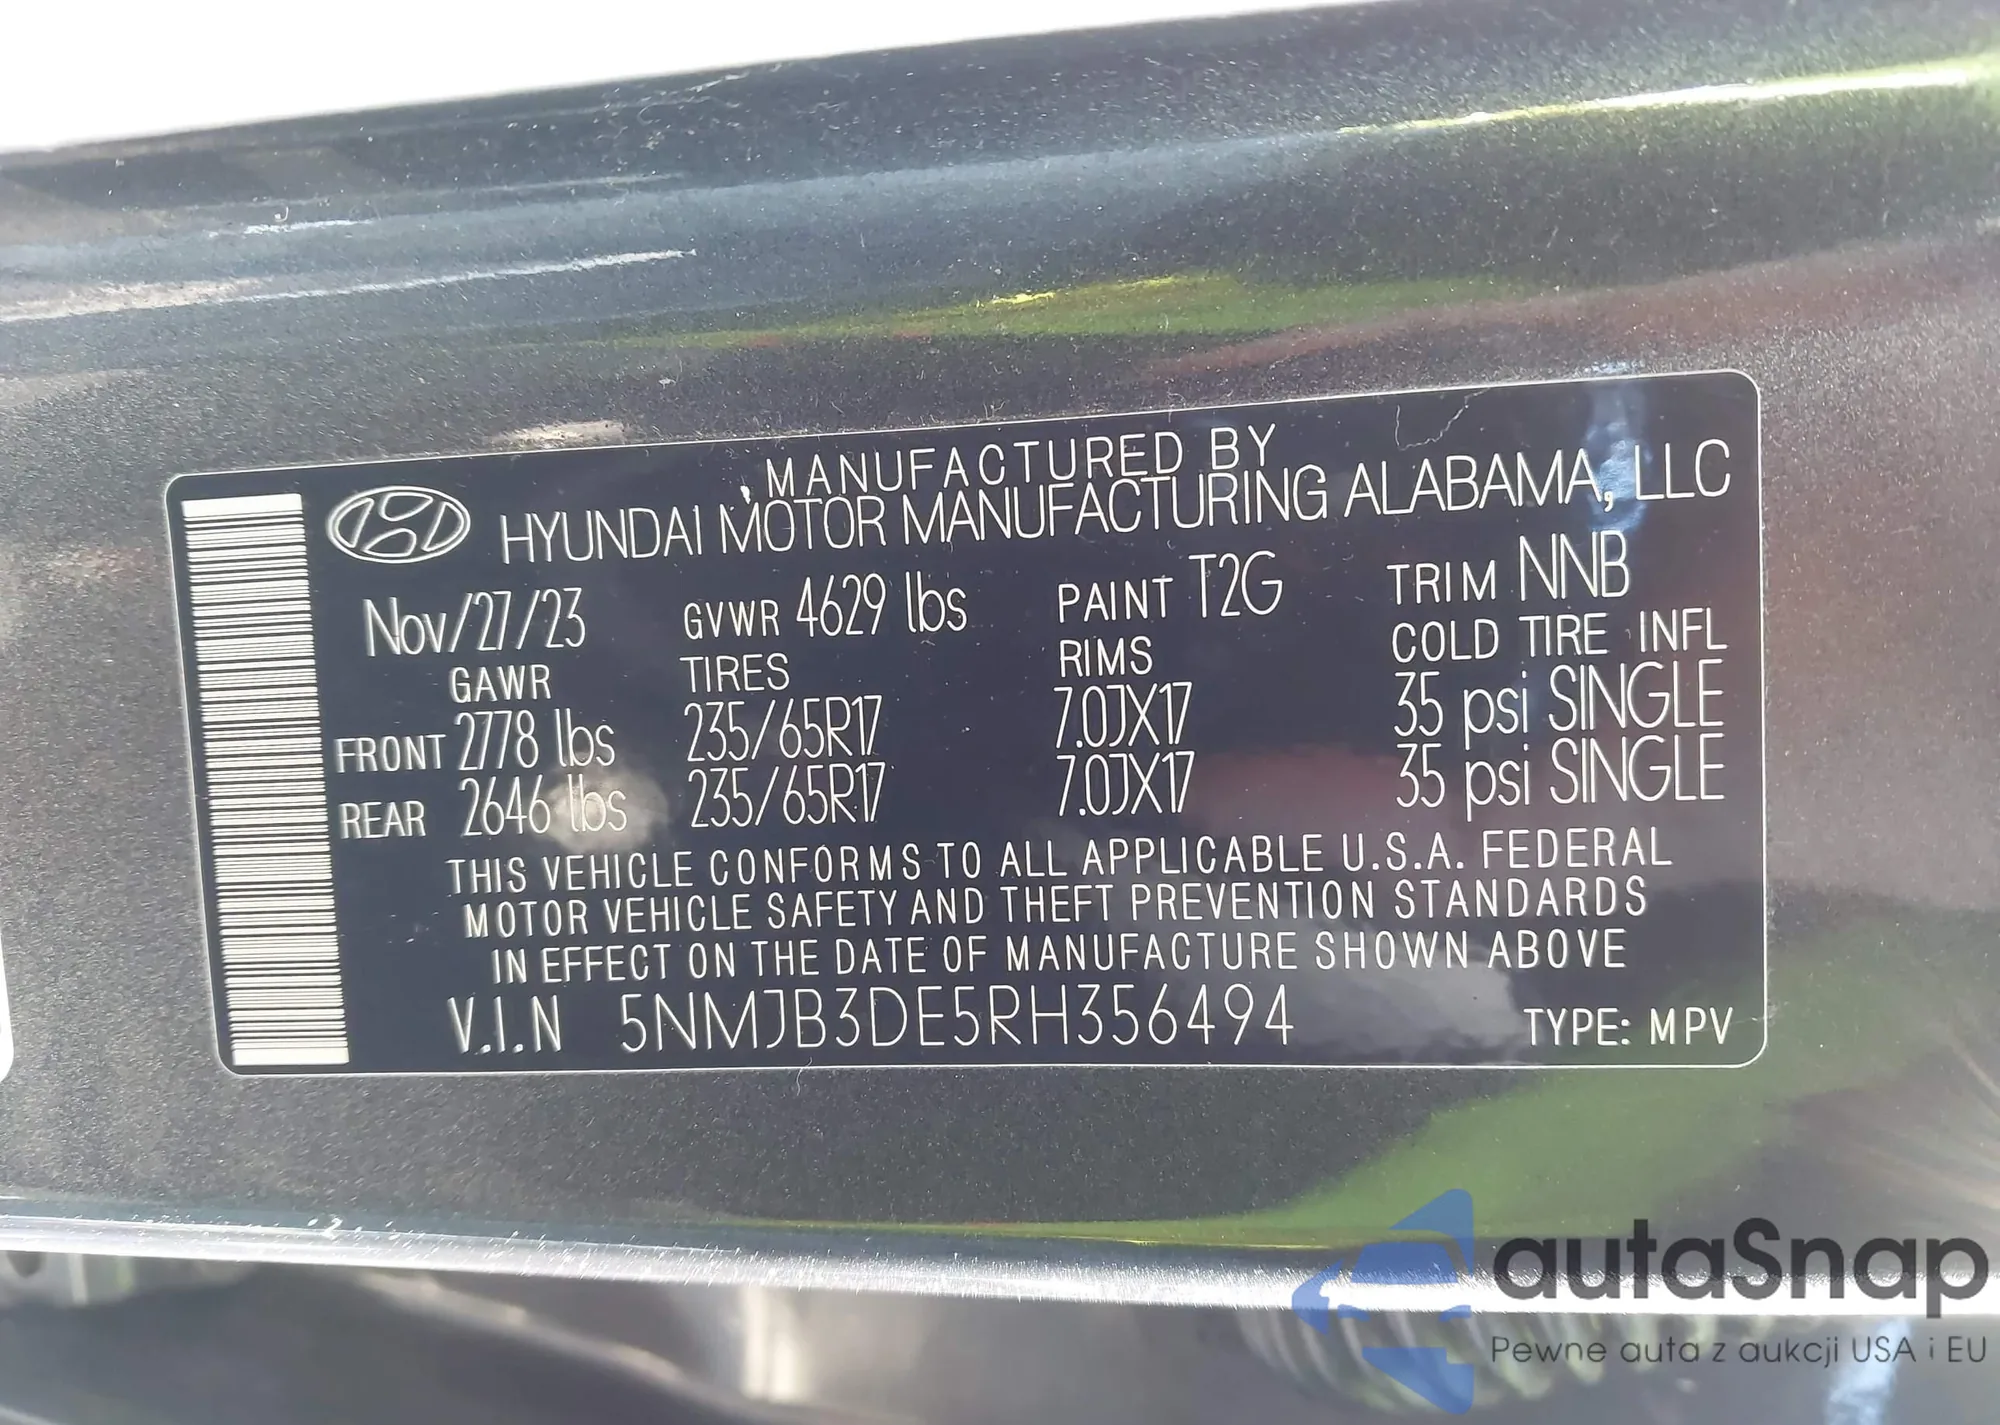 MANUFACTURED BY
HYUNDAI MOTOR MANUFACTURING ALABAMA, LLC
Nov/27/23 GVWR 4629 lbs PAINT T2G TRIM NNB
GAWR TIRES RIMS COLD TIRE INFL
FRONT 2778 lbs 235/65R17 7.0JX17 35 psi SINGLE
REAR 2646 lbs 235/65R17 7.0JX17 35 psi SINGLE
THIS VEHICLE CONFORMS TO ALL APPLICABLE U.S.A. FEDERAL
MOTOR VEHICLE SAFETY AND THEFT PREVENTION STANDARDS
IN EFFECT ON THE DATE OF MANUFACTURE SHOWN ABOVE
V.I.N 5NMJB3DE5RH356494 TYPE: MPV
autaSnap
Pewne auta z aukcji USA i EU